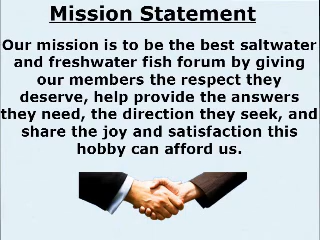 Mission Statement
Our mission is to be the best saltwater
and freshwater fish forum by giving
our members the respect they
deserve, help provide the answers
they need, the direction they seek, and
share the joy and satisfaction this
hobby can afford us.